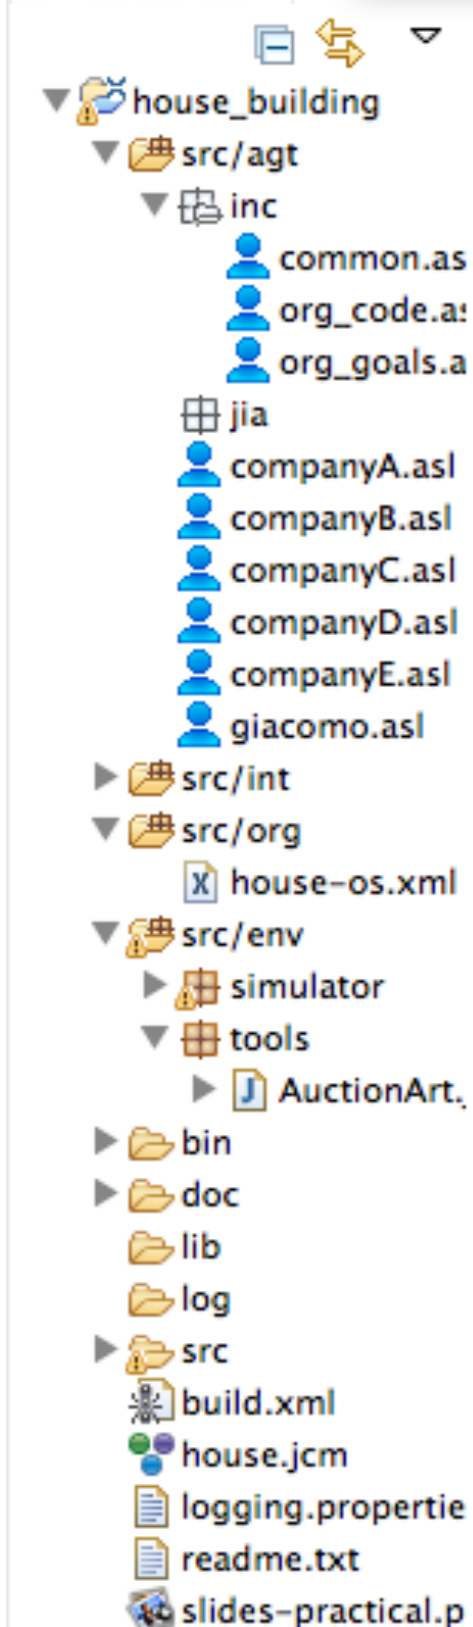 house_building
src/agt
inc
common.as
org_code.as
org_goals.a
jia
companyA.asl
companyB.asl
companyC.asl
companyD.asl
companyE.asl
giacomo.asl
src/int
src/org
house-os.xml
src/env
simulator
tools
AuctionArt.
bin
doc
lib
log
src
build.xml
house.jcm
logging.propertie
readme.txt
slides-practical.p